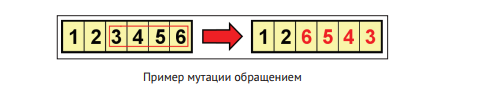 1 2 3 4 5 6 1 2 6 5 4 3
Пример мутации обращением